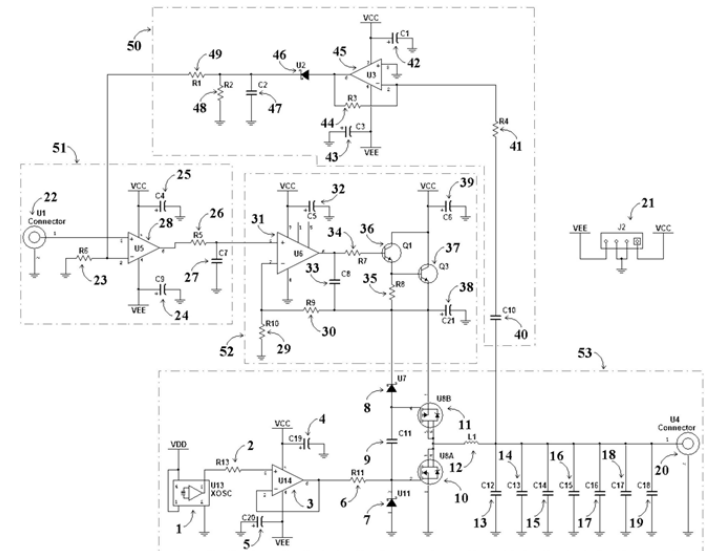 VCC
50
49
46
45
C1
42
U2
U3
R1
48
R2
C2
47
R3
44
C3
43
VEE
R4
41
51
22
U1
Connector
VCC
25
C4
28
26
R5
U5
R6
23
27
C7
C9
24
VEE
VCC
32
C5
31
U6
34
36
Q1
R7
33
C8
35
R8
VCC
39
C6
37
Q3
38
C21
R9
30
R10
29
52
21
J2
VEE
VCC
C10
40
53
U7
8
U8B
11
C11
9
VCC
4
C19
VDD
2
R13
U13
XOSC
1
U14
3
C20
5
VEE
R11
6
U11
7
U8A
10
L1
12
14
16
18
U4
Connector
20
C12
C13
C14
C15
C16
C17
C18
13
15
17
19